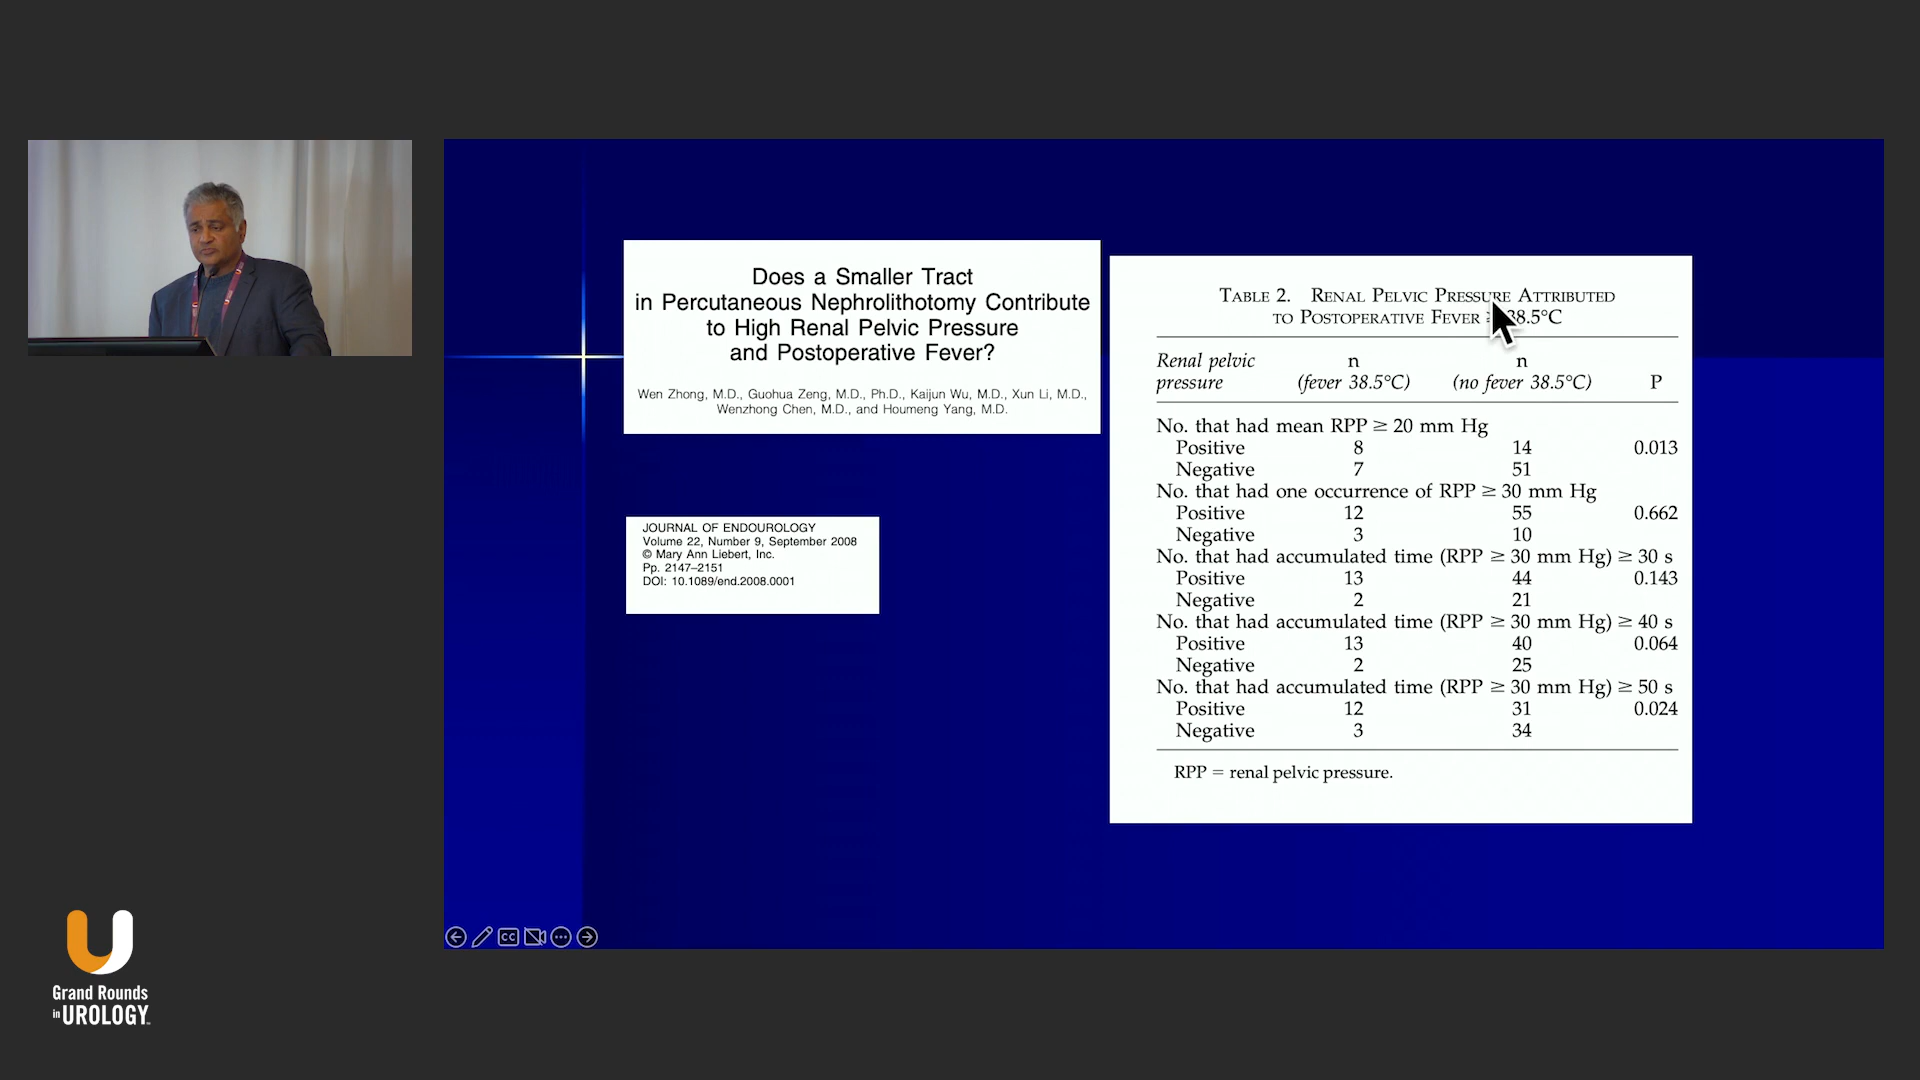 Does a Smaller Tract
in Percutaneous Nephrolithotomy Contribute
to High Renal Pelvic Pressure
and Postoperative Fever?
Wen Zhong, M.D., Guohua Zeng, M.D., Ph.D., Kaijun Wu, M.D., Xun Li, M.D.,
Wenzhong Chen, M.D., and Houmeng Yang, M.D.
JOURNAL OF ENDOUROLOGY
Volume 22, Number 9, September 2008
© Mary Ann Liebert, Inc.
Pp. 2147–2151
DOI: 10.1089/end.2008.0001
TABLE 2. RENAL PELVIC PRESSURE ATTRIBUTED
TO POSTOPERATIVE FEVER 38.5°C
Renal pelvic n n
pressure (fever 38.5°C) (no fever 38.5°C) P
No. that had mean RPP ≥ 20 mm Hg
Positive 8 14 0.013
Negative 7 51
No. that had one occurrence of RPP ≥ 30 mm Hg
Positive 12 55 0.662
Negative 3 10
No. that had accumulated time (RPP ≥ 30 mm Hg) ≥ 30 s
Positive 13 44 0.143
Negative 2 21
No. that had accumulated time (RPP ≥ 30 mm Hg) ≥ 40 s
Positive 13 40 0.064
Negative 2 25
No. that had accumulated time (RPP ≥ 30 mm Hg) ≥ 50 s
Positive 12 31 0.024
Negative 3 34
RPP = renal pelvic pressure.
CC
Grand Rounds
in UROLOGY